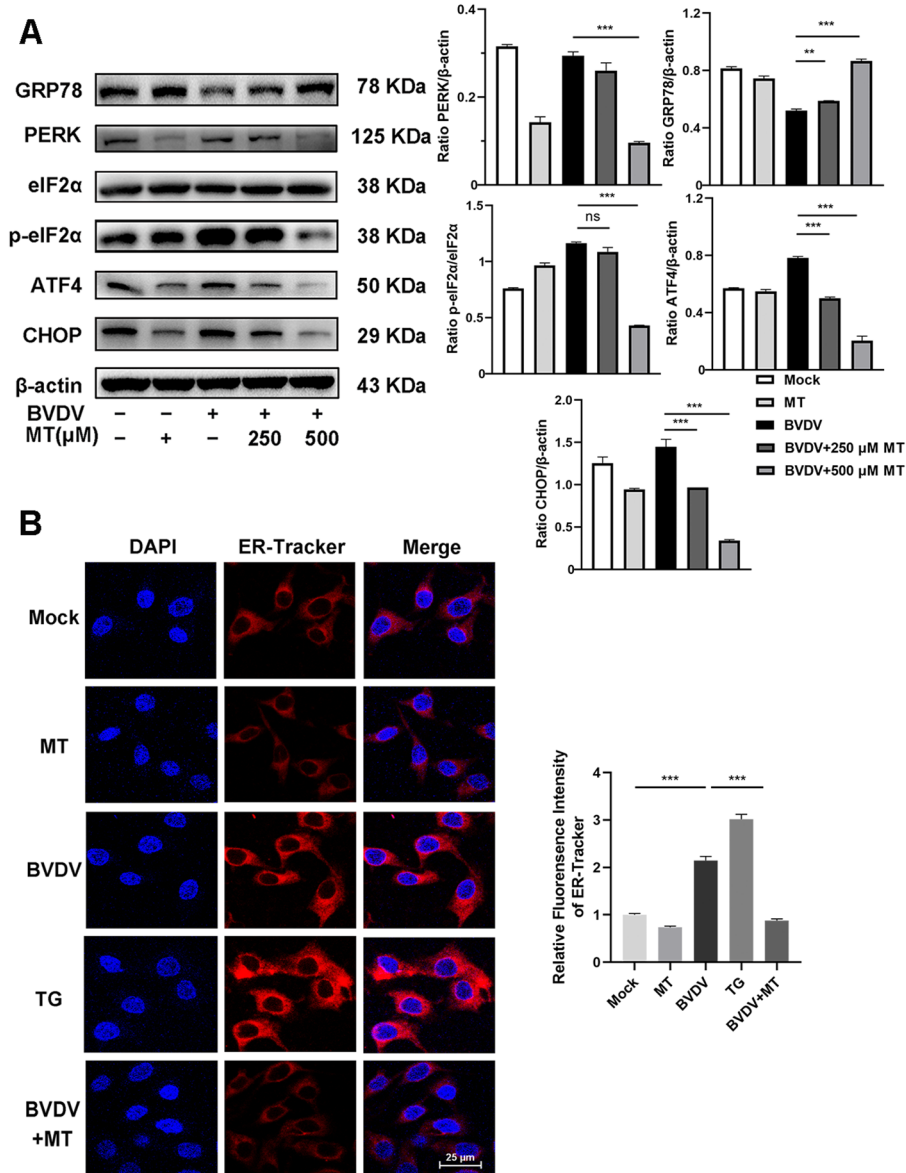 A
GRP78 78 KDa
PERK 125 KDa
eIF2α 38 KDa
p-eIF2α 38 KDa
ATF4 50 KDa
CHOP 29 KDa
β-actin 43 KDa
BVDV – – + + +
MT(μM) – + – 250 500
Ratio PERK/β-actin
0.4
0.2
0
***
Ratio GRP78/β-actin
1.2
0.8
0.4
0
***
**
Ratio p-eIF2α/eIF2α
1.5
1
0.5
0
***
ns
Ratio ATF4/β-actin
1.2
0.8
0.4
0
***
***
Mock
MT
BVDV
BVDV+250 μM MT
BVDV+500 μM MT
Ratio CHOP/β-actin
2.0
1.5
1.0
0.5
0
***
***
B
DAPI ER-Tracker Merge
Mock
MT
BVDV
TG
BVDV
+MT
25 μm
Relative Fluorensence Intensity
of ER-Tracker
4
3
2
1
0
*** ***
Mock MT BVDV TG BVDV+MT